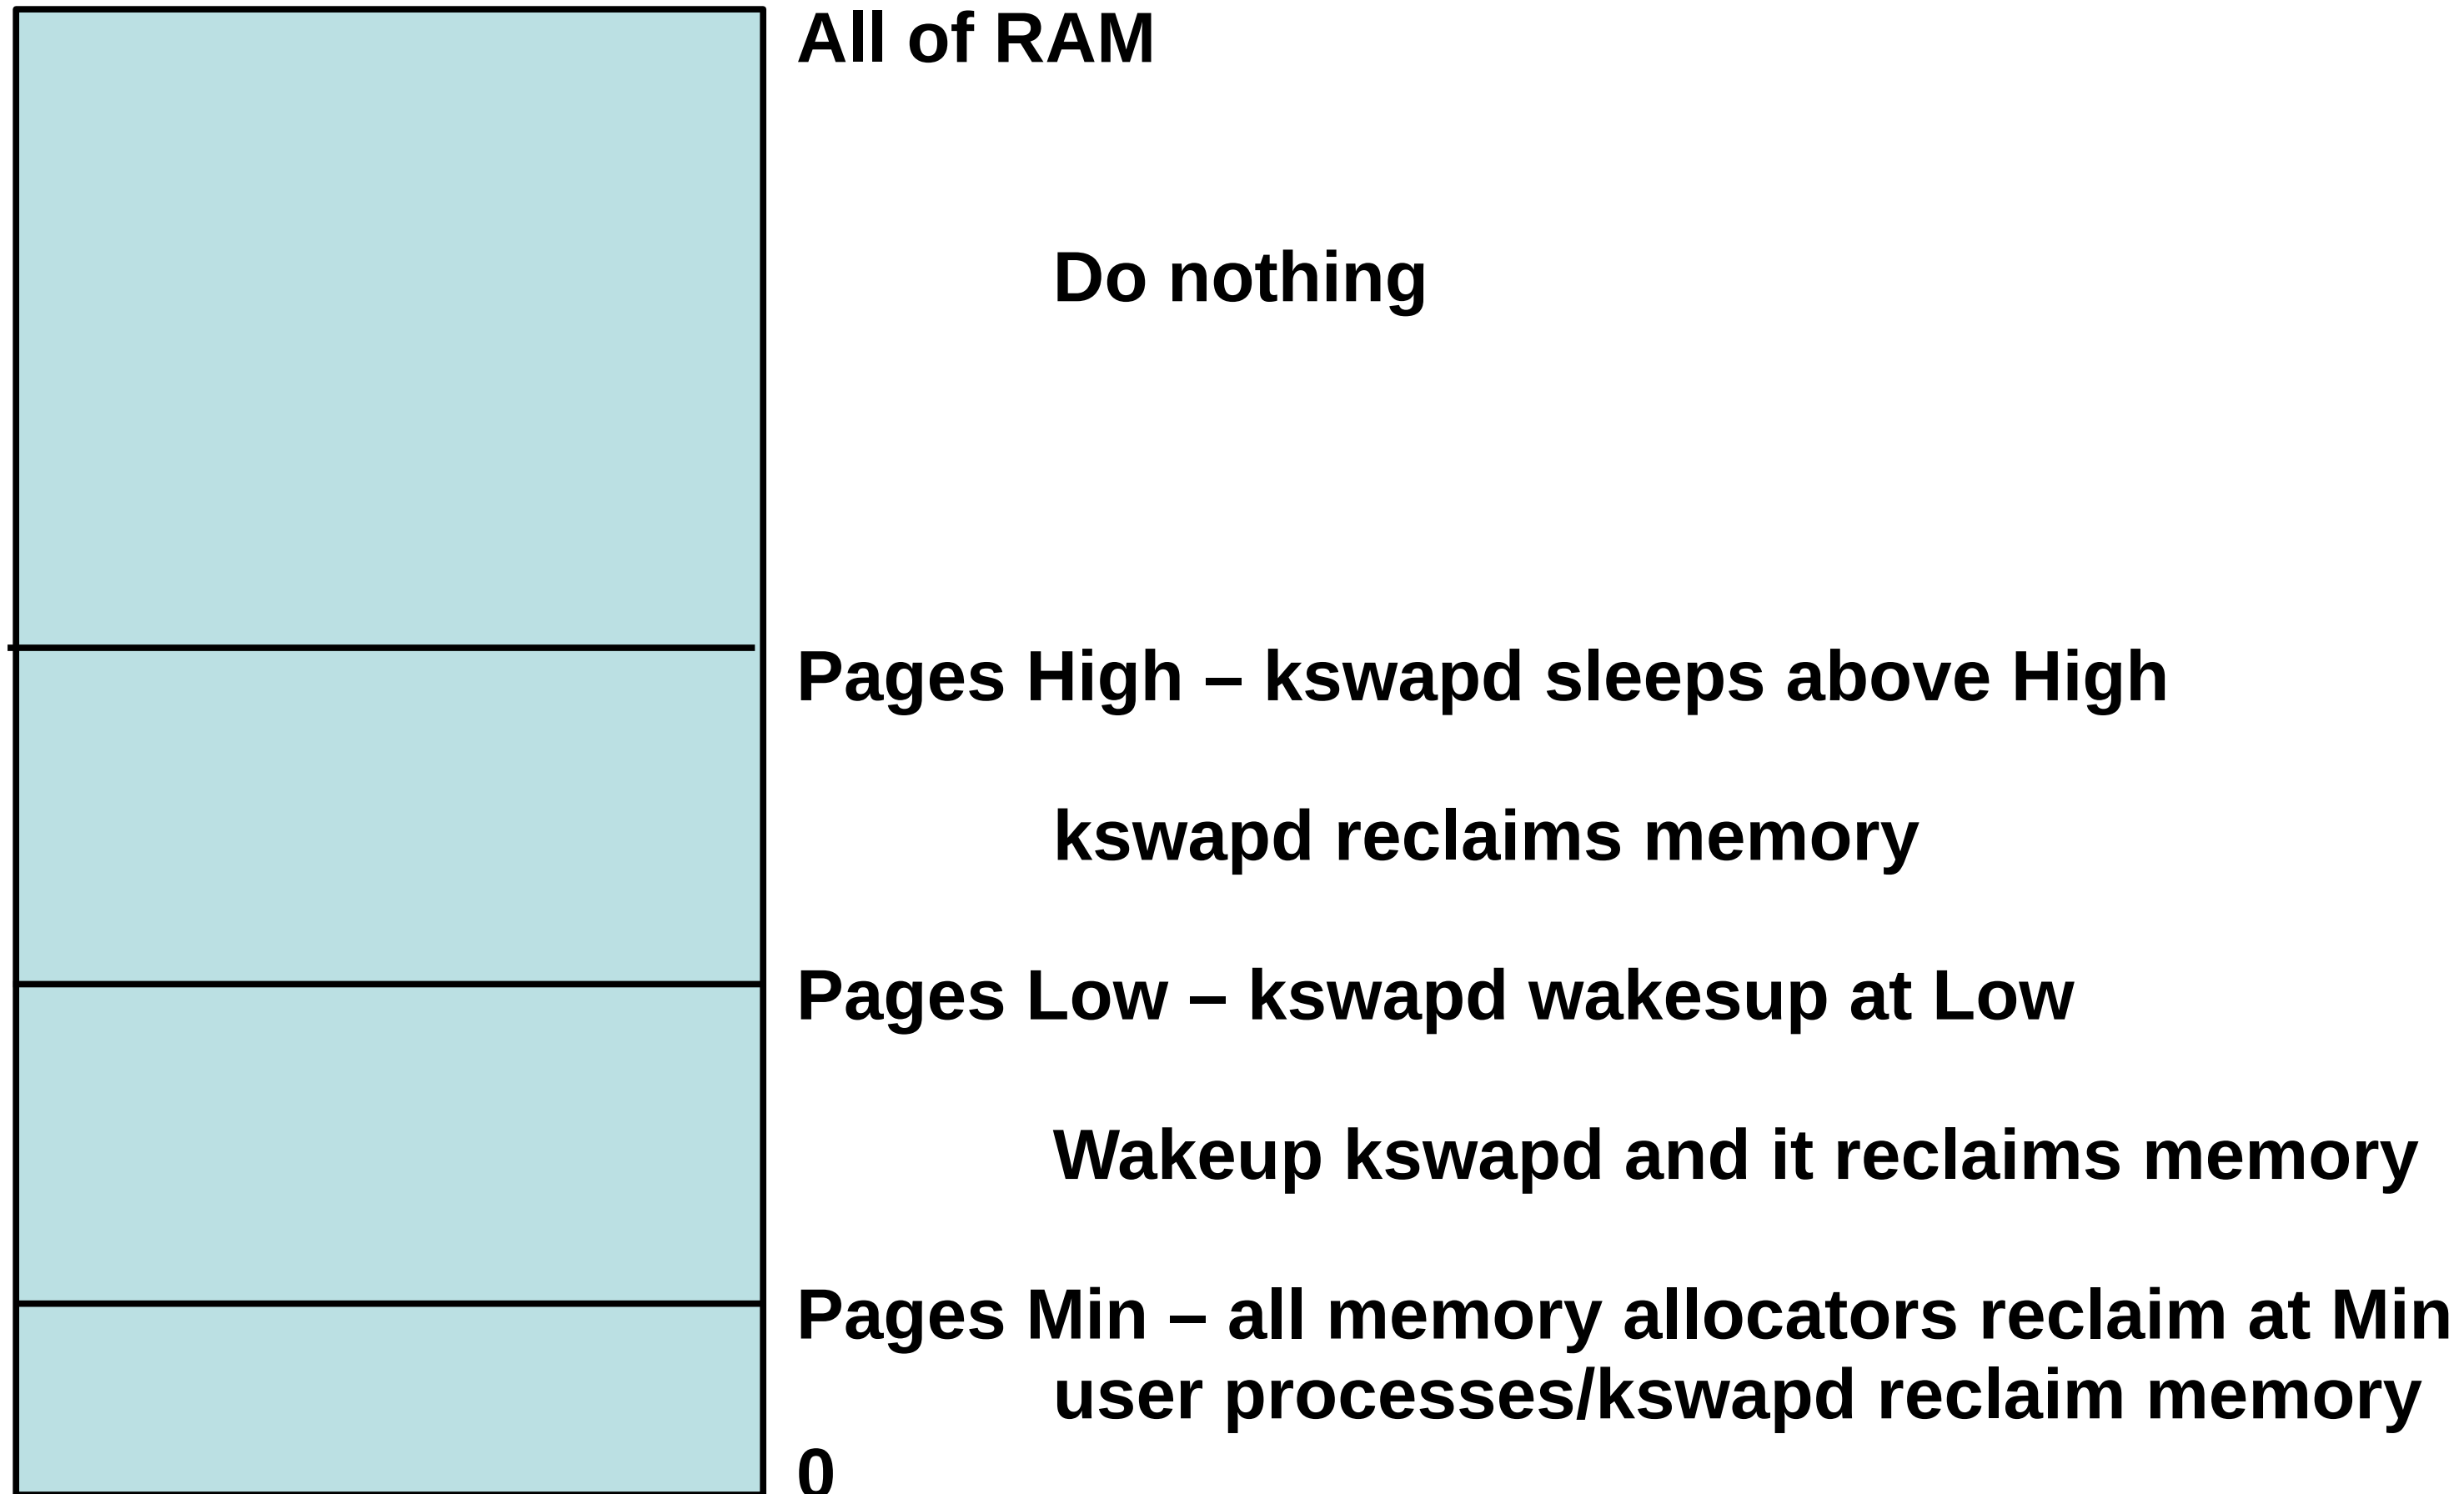 All of RAM
Do nothing
Pages High – kswapd sleeps above High
kswapd reclaims memory
Pages Low – kswapd wakesup at Low
Wakeup kswapd and it reclaims memory
Pages Min – all memory allocators reclaim at Min
user processes/kswapd reclaim memory
0